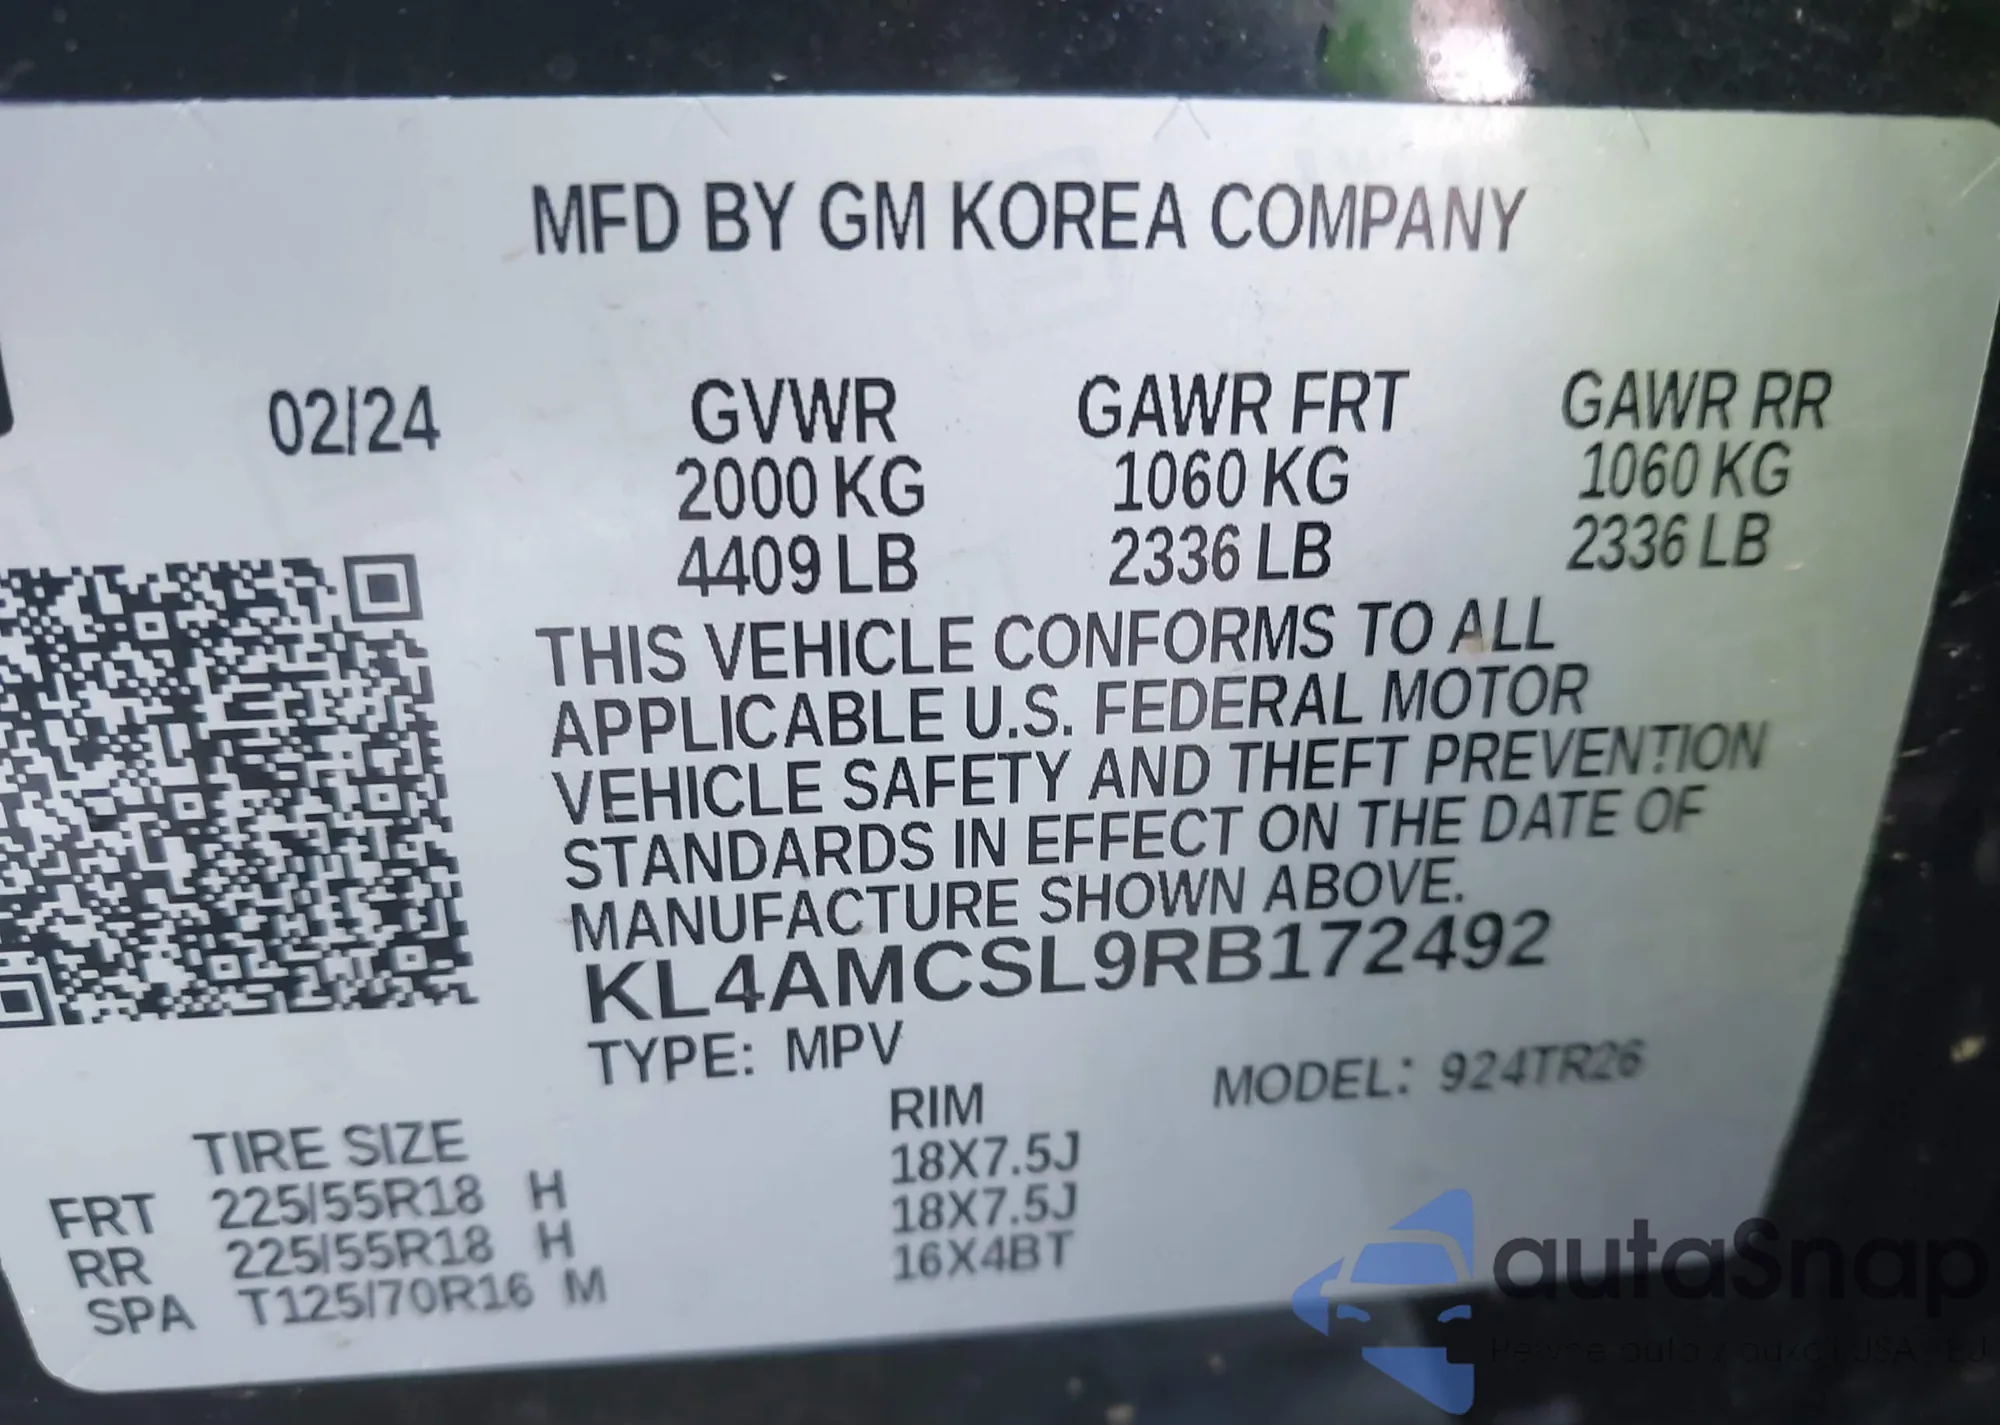 MFD BY GM KOREA COMPANY
02/24 GVWR GAWR FRT GAWR RR
2000 KG 1060 KG 1060 KG
4409 LB 2336 LB 2336 LB
THIS VEHICLE CONFORMS TO ALL
APPLICABLE U.S. FEDERAL MOTOR
VEHICLE SAFETY AND THEFT PREVENTION
STANDARDS IN EFFECT ON THE DATE OF
MANUFACTURE SHOWN ABOVE.
KL4AMCSL9RB172492
TYPE: MPV MODEL: 924TR26
TIRE SIZE RIM
FRT 225/55R18 H 18X7.5J
RR 225/55R18 H 18X7.5J
SPA T125/70R16 M 16X4BT
autaSnap
auto z USA